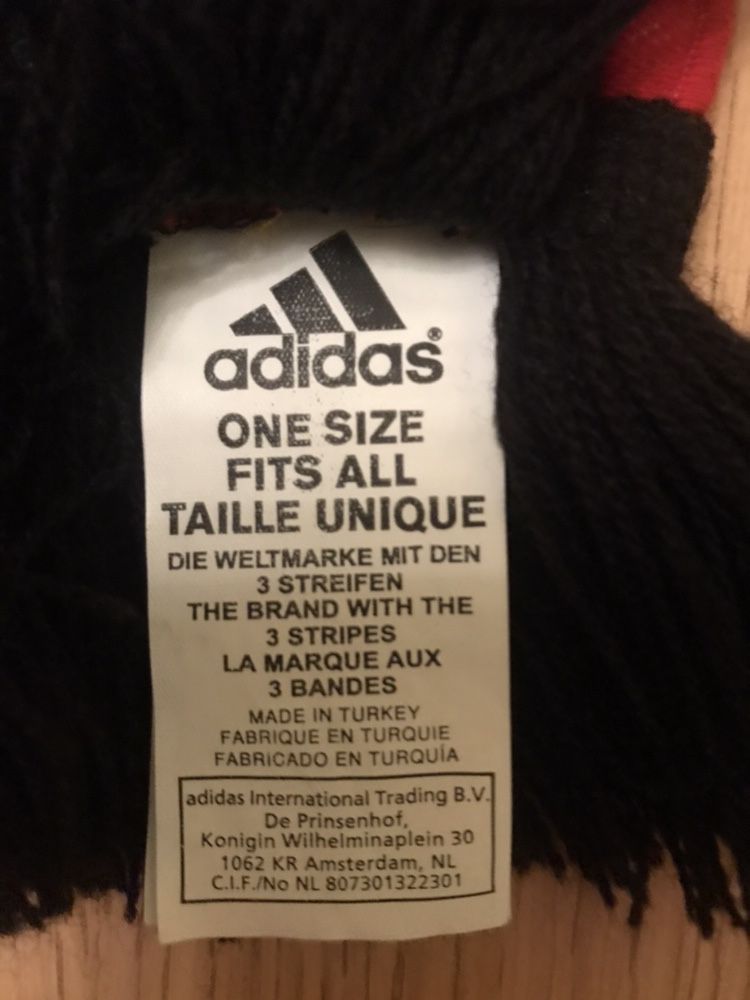 adidas®
ONE SIZE
FITS ALL
TAILLE UNIQUE
DIE WELTMARKE MIT DEN
3 STREIFEN
THE BRAND WITH THE
3 STRIPES
LA MARQUE AUX
3 BANDES
MADE IN TURKEY
FABRIQUE EN TURQUIE
FABRICADO EN TURQUÍA
adidas International Trading B.V.
De Prinsenhof,
Konigin Wilhelminaplein 30
1062 KR Amsterdam, NL
C.I.F./No NL 807301322301